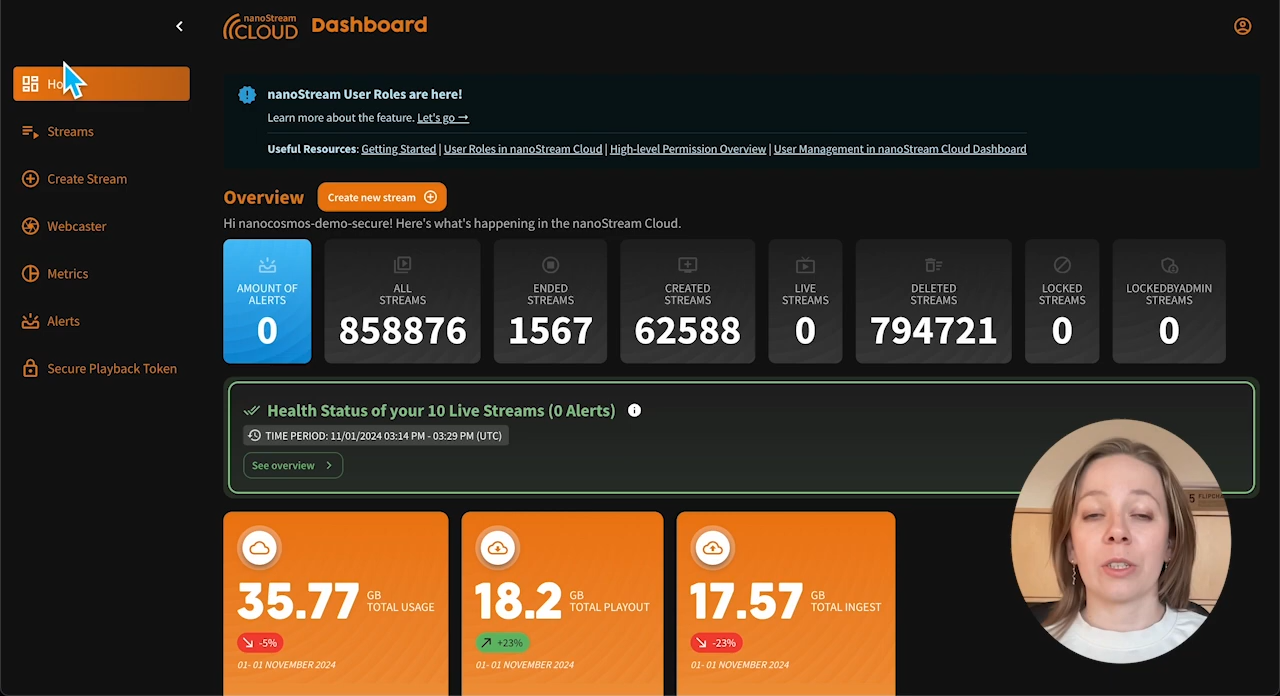 nanoStream
CLOUD
Dashboard
Streams
Create Stream
Webcaster
Metrics
Alerts
Secure Playback Token
nanoStream User Roles are here!
Learn more about the feature. Let's go →
Useful Resources: Getting Started | User Roles in nanoStream Cloud | High-level Permission Overview | User Management in nanoStream Cloud Dashboard
Overview
Create new stream
Hi nanocosmos-demo-secure! Here's what's happening in the nanoStream Cloud.
AMOUNT OF
ALERTS
0
ALL
STREAMS
858876
ENDED
STREAMS
1567
CREATED
STREAMS
62588
LIVE
STREAMS
0
DELETED
STREAMS
794721
LOCKED
STREAMS
0
LOCKEDBYADMIN
STREAMS
0
Health Status of your 10 Live Streams (0 Alerts)
TIME PERIOD: 11/01/2024 03:14 PM - 03:29 PM (UTC)
See overview
35.77 GB
TOTAL USAGE
-5%
01- 01 NOVEMBER 2024
18.2 GB
TOTAL PLAYOUT
+23%
01- 01 NOVEMBER 2024
17.57 GB
TOTAL INGEST
-23%
01- 01 NOVEMBER 2024